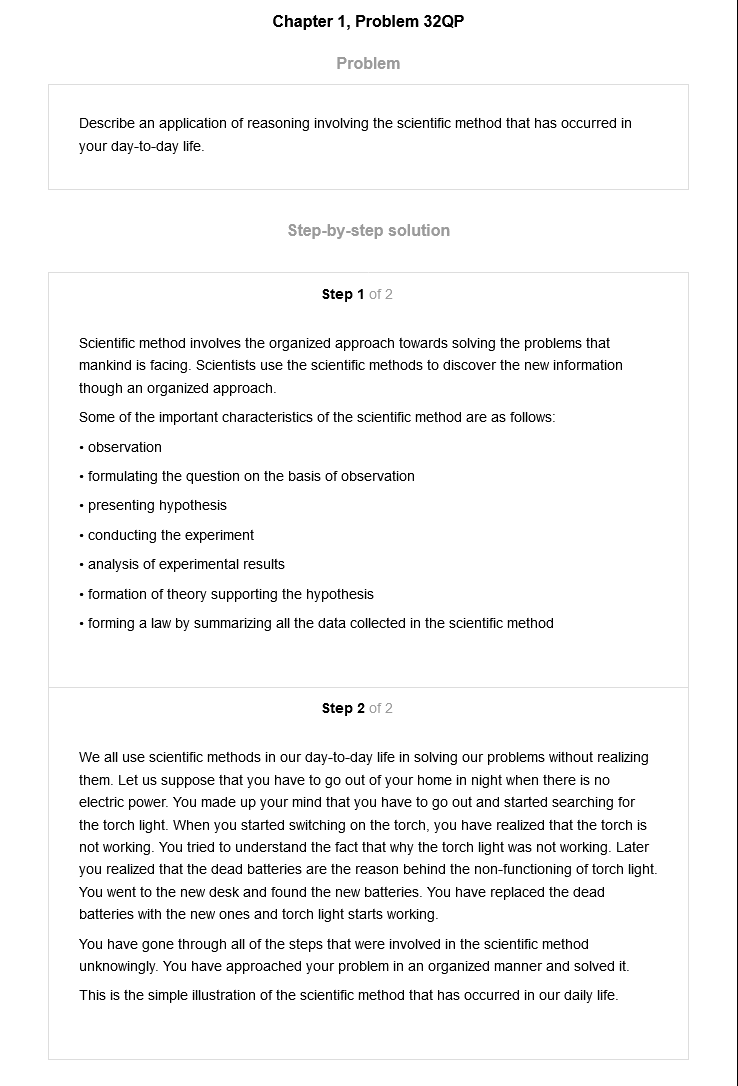 Chapter 1, Problem 32QP
Problem
Describe an application of reasoning involving the scientific method that has occurred in
your day-to-day life.
Step-by-step solution
Step 1 of 2
Scientific method involves the organized approach towards solving the problems that
mankind is facing. Scientists use the scientific methods to discover the new information
though an organized approach.
Some of the important characteristics of the scientific method are as follows:
• observation
• formulating the question on the basis of observation
• presenting hypothesis
• conducting the experiment
• analysis of experimental results
• formation of theory supporting the hypothesis
• forming a law by summarizing all the data collected in the scientific method
Step 2 of 2
We all use scientific methods in our day-to-day life in solving our problems without realizing
them. Let us suppose that you have to go out of your home in night when there is no
electric power. You made up your mind that you have to go out and started searching for
the torch light. When you started switching on the torch, you have realized that the torch is
not working. You tried to understand the fact that why the torch light was not working. Later
you realized that the dead batteries are the reason behind the non-functioning of torch light.
You went to the new desk and found the new batteries. You have replaced the dead
batteries with the new ones and torch light starts working.
You have gone through all of the steps that were involved in the scientific method
unknowingly. You have approached your problem in an organized manner and solved it.
This is the simple illustration of the scientific method that has occurred in our daily life.